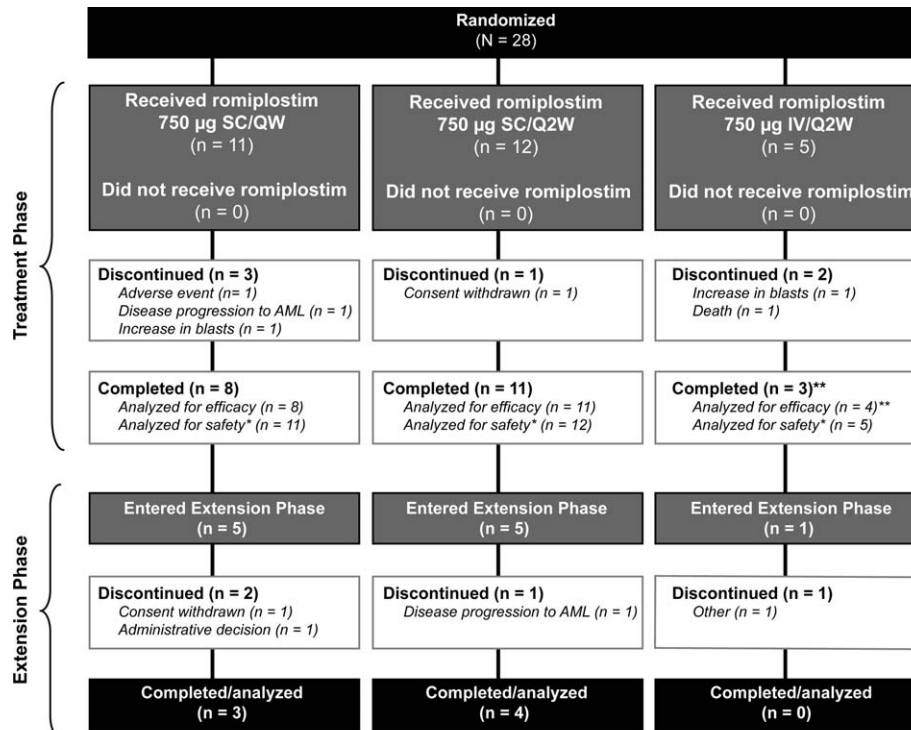 Randomized
(N = 28)
Treatment Phase
Received romiplostim
750 µg SC/QW
(n = 11)
Did not receive romiplostim
(n = 0)
Received romiplostim
750 µg SC/Q2W
(n = 12)
Did not receive romiplostim
(n = 0)
Received romiplostim
750 µg IV/Q2W
(n = 5)
Did not receive romiplostim
(n = 0)
Discontinued (n = 3)
Adverse event (n= 1)
Disease progression to AML (n = 1)
Increase in blasts (n = 1)
Discontinued (n = 1)
Consent withdrawn (n = 1)
Discontinued (n = 2)
Increase in blasts (n = 1)
Death (n = 1)
Completed (n = 8)
Analyzed for efficacy (n = 8)
Analyzed for safety* (n = 11)
Completed (n = 11)
Analyzed for efficacy (n = 11)
Analyzed for safety* (n = 12)
Completed (n = 3)**
Analyzed for efficacy (n = 4)**
Analyzed for safety* (n = 5)
Extension Phase
Entered Extension Phase
(n = 5)
Entered Extension Phase
(n = 5)
Entered Extension Phase
(n = 1)
Discontinued (n = 2)
Consent withdrawn (n = 1)
Administrative decision (n = 1)
Discontinued (n = 1)
Disease progression to AML (n = 1)
Discontinued (n = 1)
Other (n = 1)
Completed/analyzed
(n = 3)
Completed/analyzed
(n = 4)
Completed/analyzed
(n = 0)